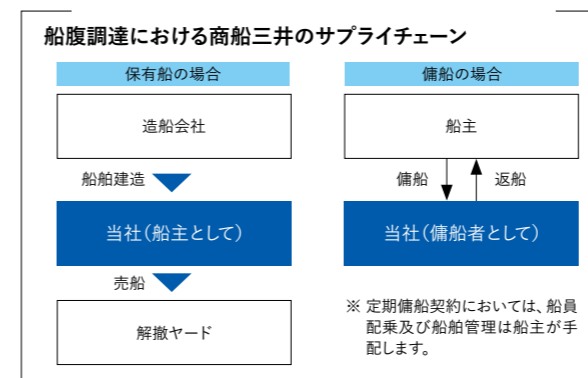 船腹調達における商船三井のサプライチェーン
保有船の場合
造船会社
船舶建造
当社（船主として）
売船
解撤ヤード
傭船の場合
船主
傭船
返船
当社（傭船者として）
※ 定期傭船契約においては、船員
配乗及び船舶管理は船主が手
配します。